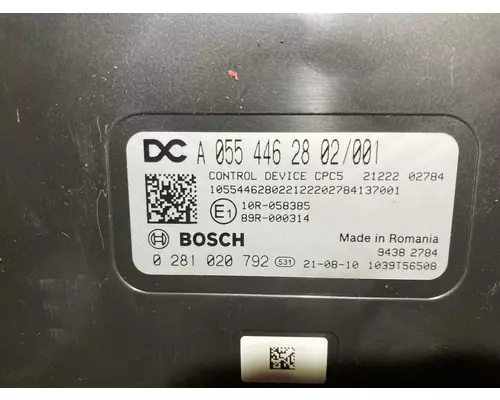 DC A 055 446 28 02/001
CONTROL DEVICE CPC5 21222 02784
105544628022122202784137001
E1 10R-058385
89R-000314
BOSCH Made in Romania
9438 2784
0 281 020 792 S31 21-08-10 1039T56508